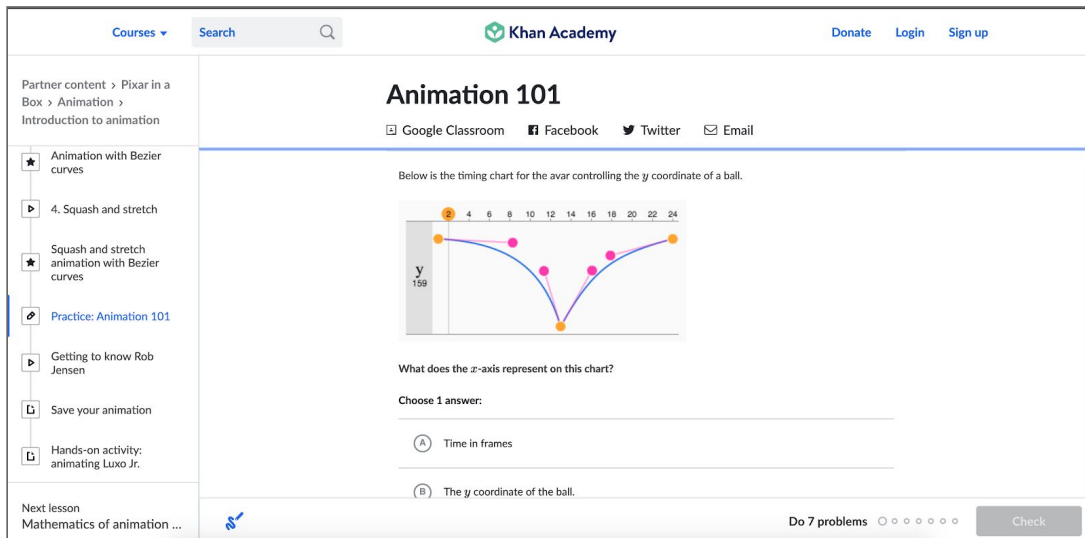 Courses
Search
Khan Academy
Donate
Login
Sign up
Partner content › Pixar in a
Box › Animation ›
Introduction to animation
Animation with Bezier
curves
4. Squash and stretch
Squash and stretch
animation with Bezier
curves
Practice: Animation 101
Getting to know Rob
Jensen
Save your animation
Hands-on activity:
animating Luxo Jr.
Next lesson
Mathematics of animation ...
Animation 101
Google Classroom
Facebook
Twitter
Email
Below is the timing chart for the avar controlling the y coordinate of a ball.
2 4 6 8 10 12 14 16 18 20 22 24
y
159
What does the x-axis represent on this chart?
Choose 1 answer:
A Time in frames
B The y coordinate of the ball.
Do 7 problems
Check